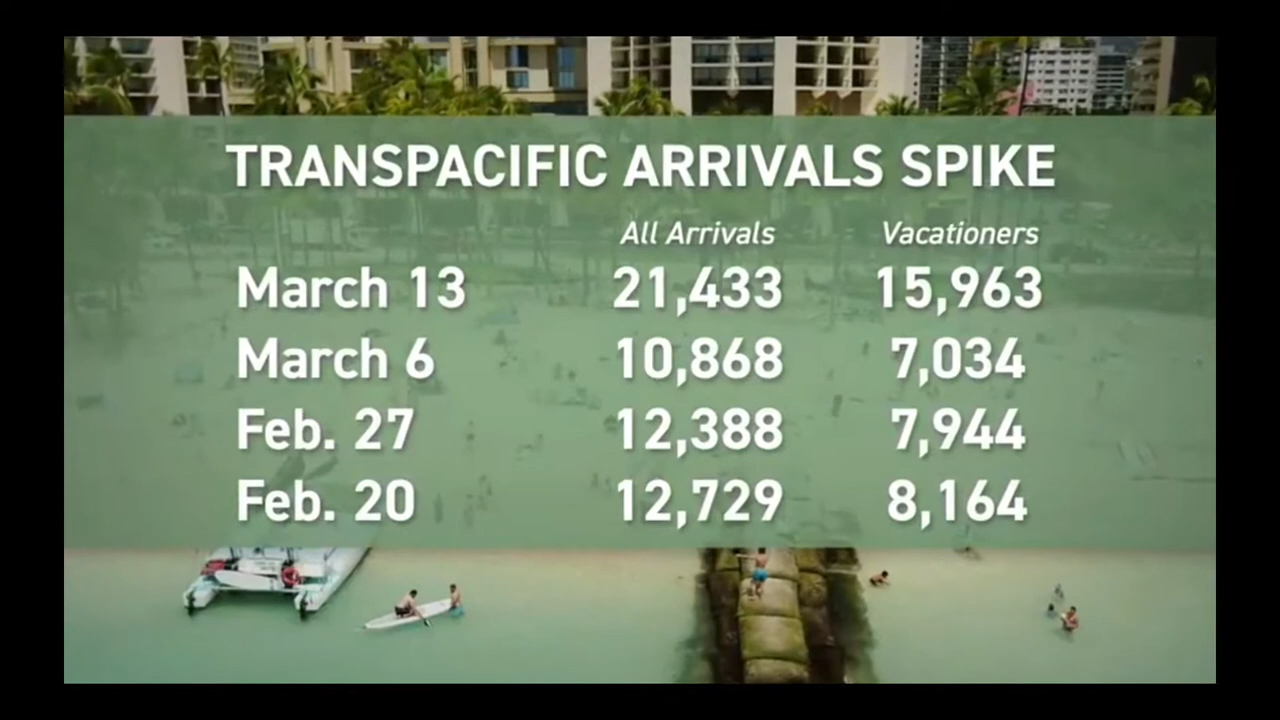 TRANSPACIFIC ARRIVALS SPIKE
All Arrivals Vacationers
March 13 21,433 15,963
March 6 10,868 7,034
Feb. 27 12,388 7,944
Feb. 20 12,729 8,164